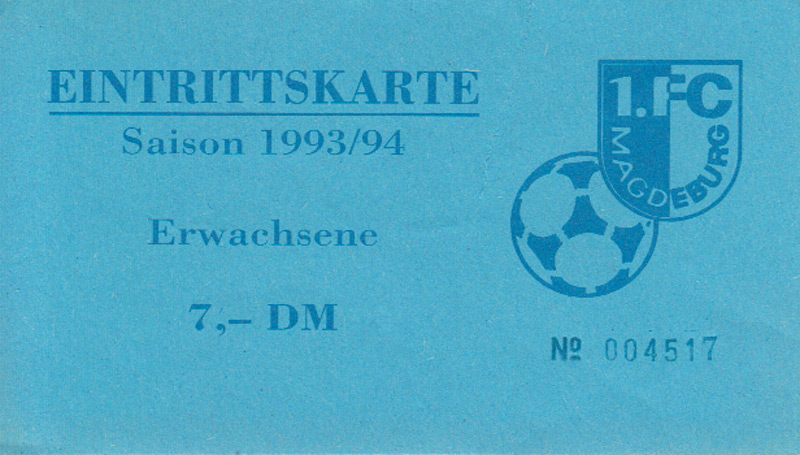 EINTRITTSKARTE
Saison 1993/94
Erwachsene
7,– DM
1.FC
MAGDEBURG
Nº 004517